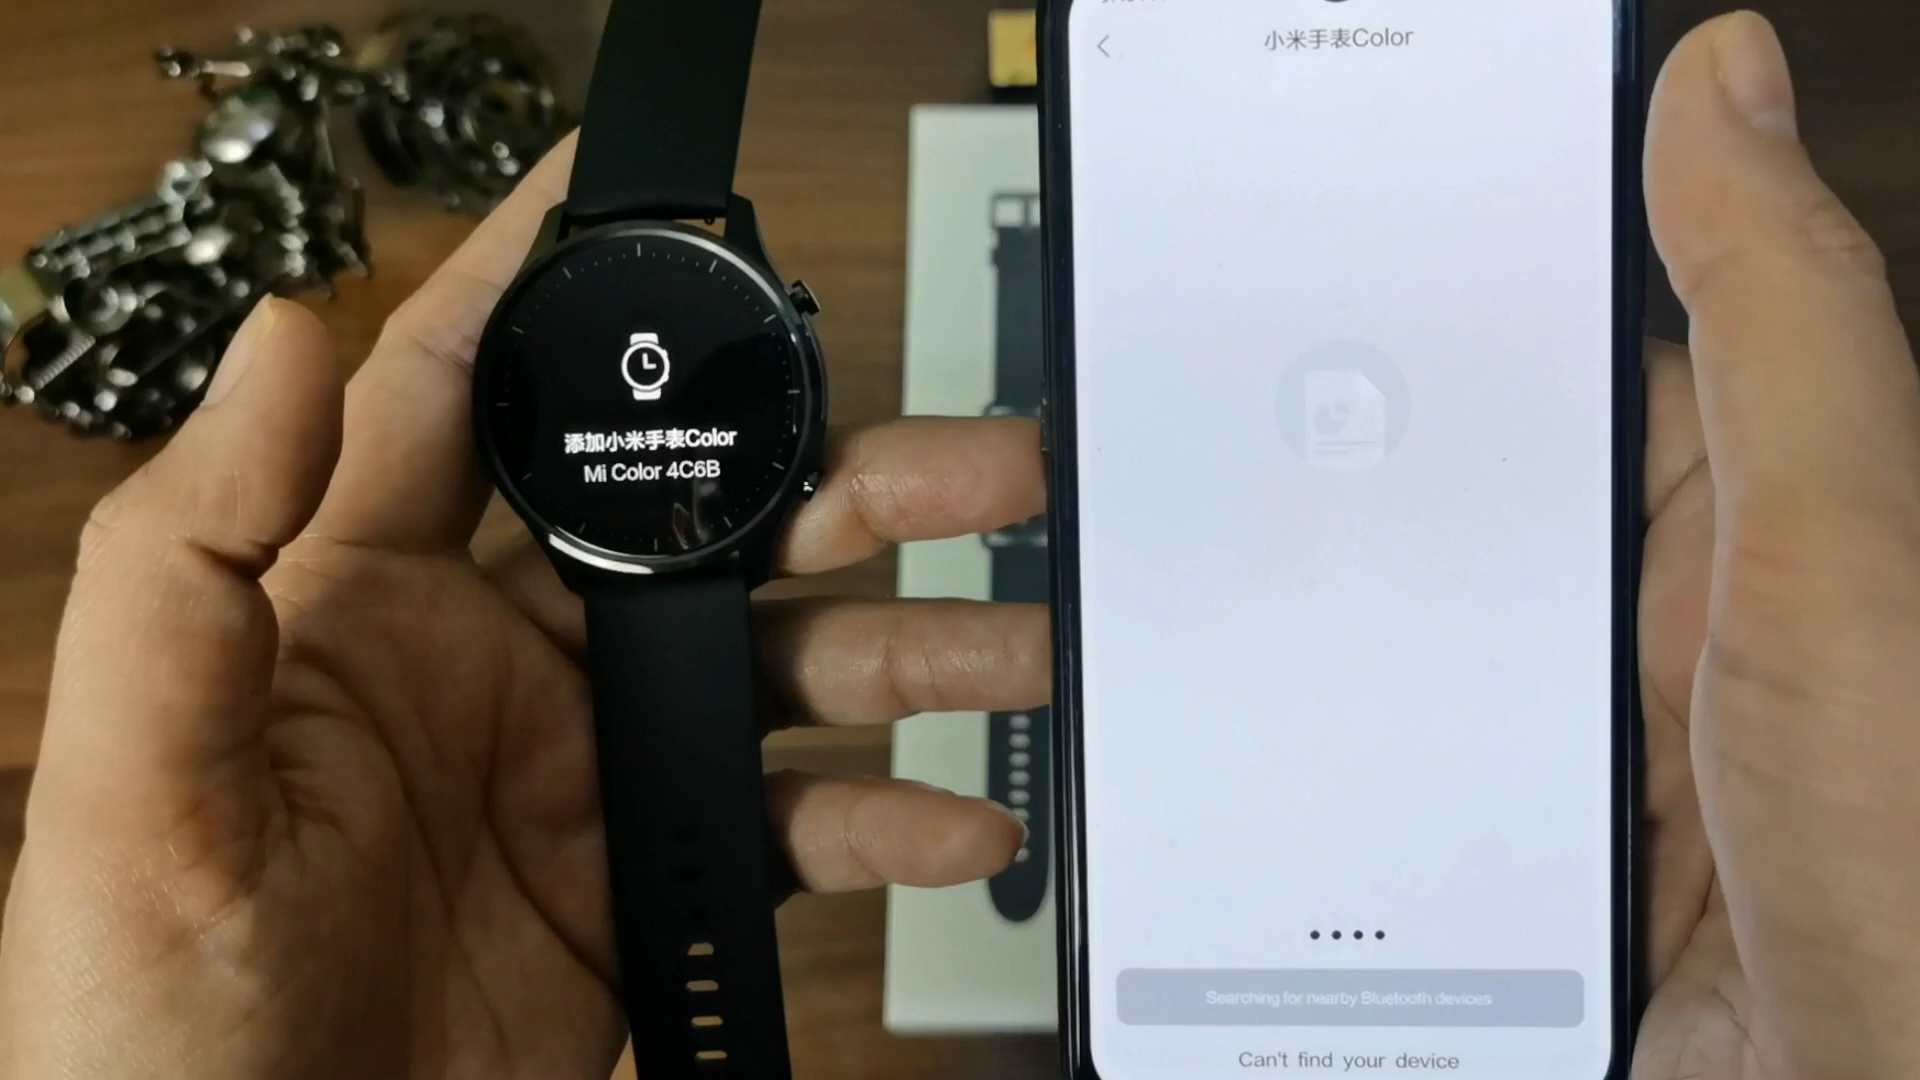 添加小米手表Color
Mi Color 4C6B
小米手表Color
Searching for nearby Bluetooth devices
Can't find your device